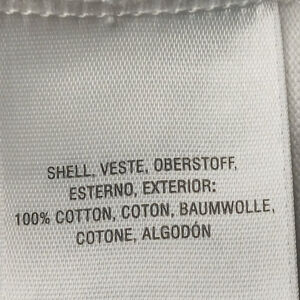 SHELL, VESTE, OBERSTOFF,
ESTERNO, EXTERIOR:
100% COTTON, COTON, BAUMWOLLE,
COTONE, ALGODÓN